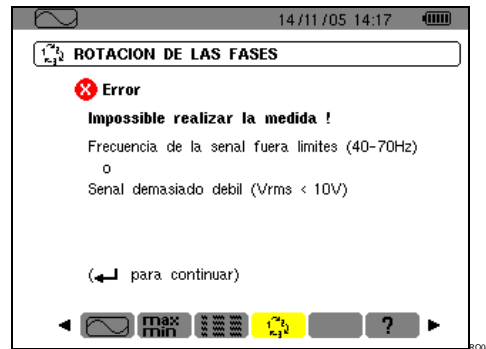 14/11/05 14:17
ROTACION DE LAS FASES
Error
Impossible realizar la medida !
Frecuencia de la senal fuera limites (40-70Hz)
o
Senal demasiado debil (Vrms < 10V)
(↵ para continuar)
max
min
?